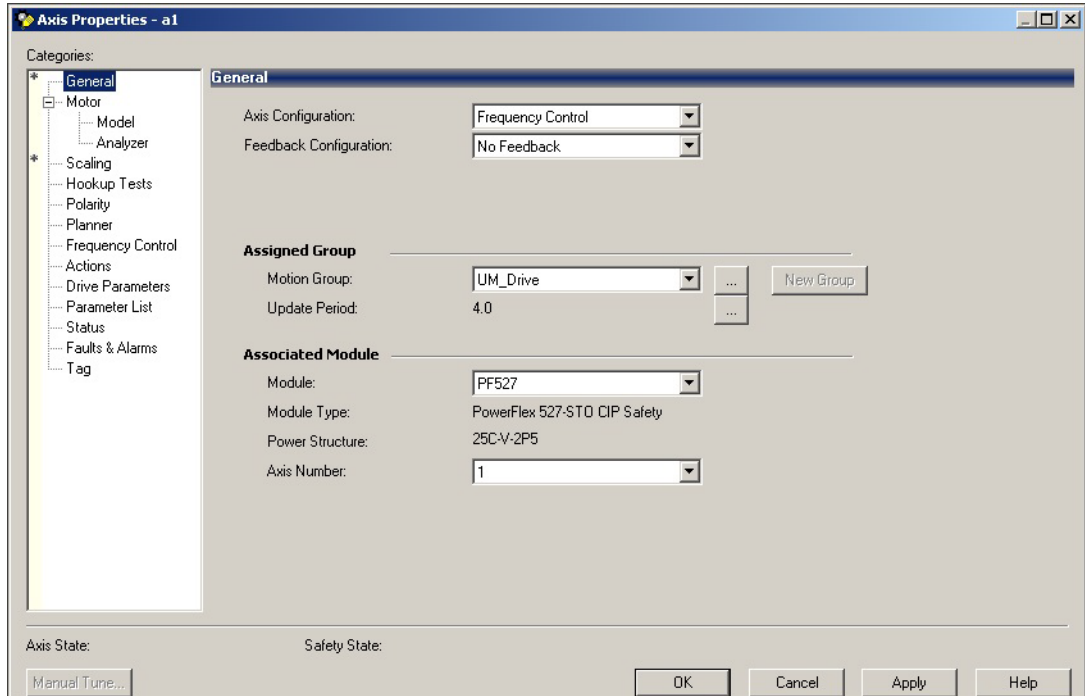 Axis Properties - a1
Categories:
* General
Motor
Model
Analyzer
* Scaling
Hookup Tests
Polarity
Planner
Frequency Control
Actions
Drive Parameters
Parameter List
Status
Faults & Alarms
Tag
General
Axis Configuration: Frequency Control
Feedback Configuration: No Feedback
Assigned Group
Motion Group: UM_Drive ... New Group
Update Period: 4.0 ...
Associated Module
Module: PF527
Module Type: PowerFlex 527-STO CIP Safety
Power Structure: 25C-V-2P5
Axis Number: 1
Axis State: Safety State:
Manual Tune... OK Cancel Apply Help